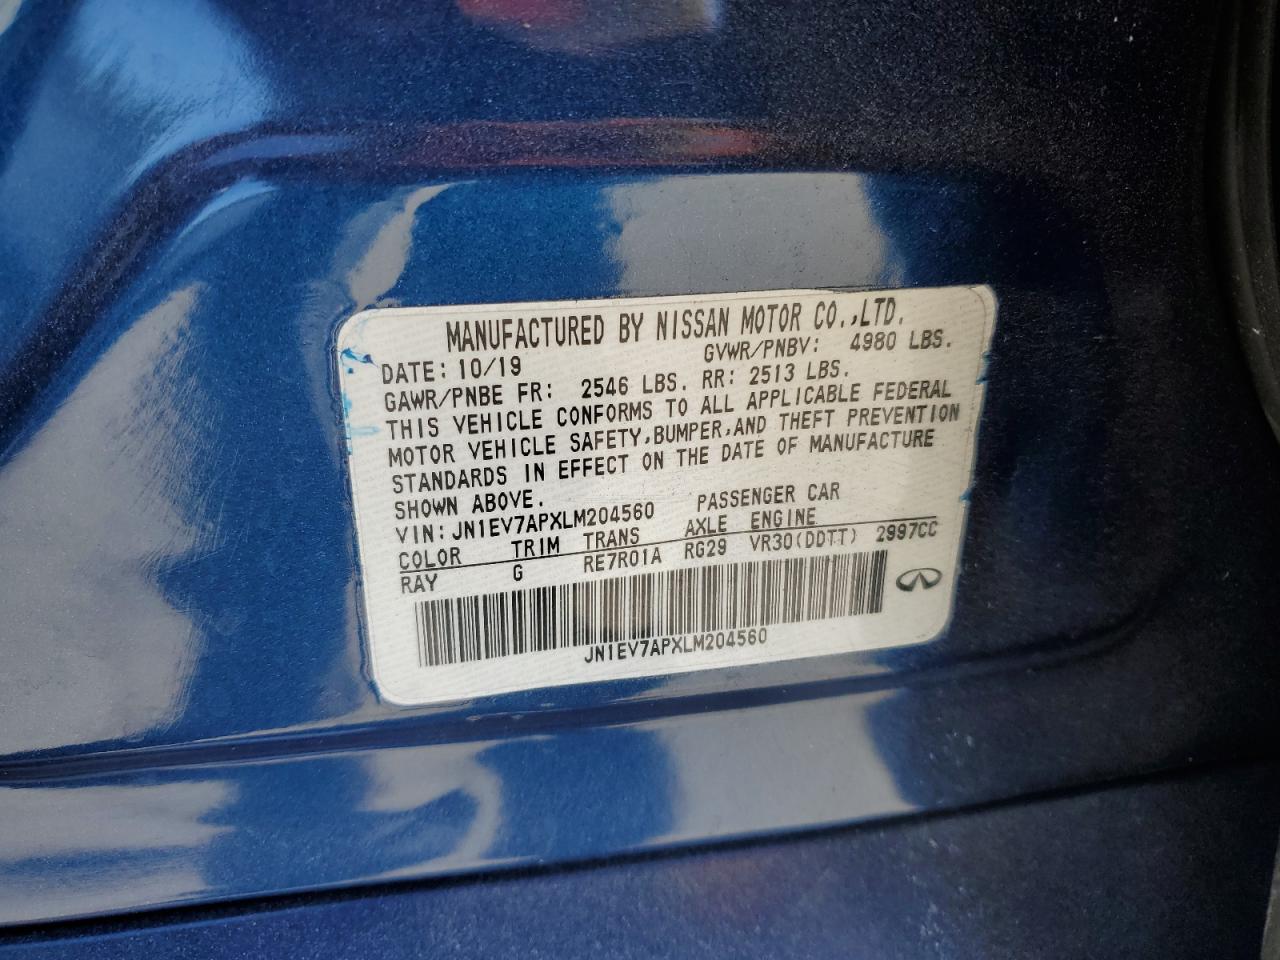 MANUFACTURED BY NISSAN MOTOR CO.,LTD.
DATE: 10/19 GVWR/PNBV: 4980 LBS.
GAWR/PNBE FR: 2546 LBS. RR: 2513 LBS.
THIS VEHICLE CONFORMS TO ALL APPLICABLE FEDERAL
MOTOR VEHICLE SAFETY,BUMPER,AND THEFT PREVENTION
STANDARDS IN EFFECT ON THE DATE OF MANUFACTURE
SHOWN ABOVE.
VIN: JN1EV7APXLM204560 PASSENGER CAR
COLOR TRIM TRANS AXLE ENGINE
RAY G RE7R01A RG29 VR30(DDTT) 2997CC
JN1EV7APXLM204560